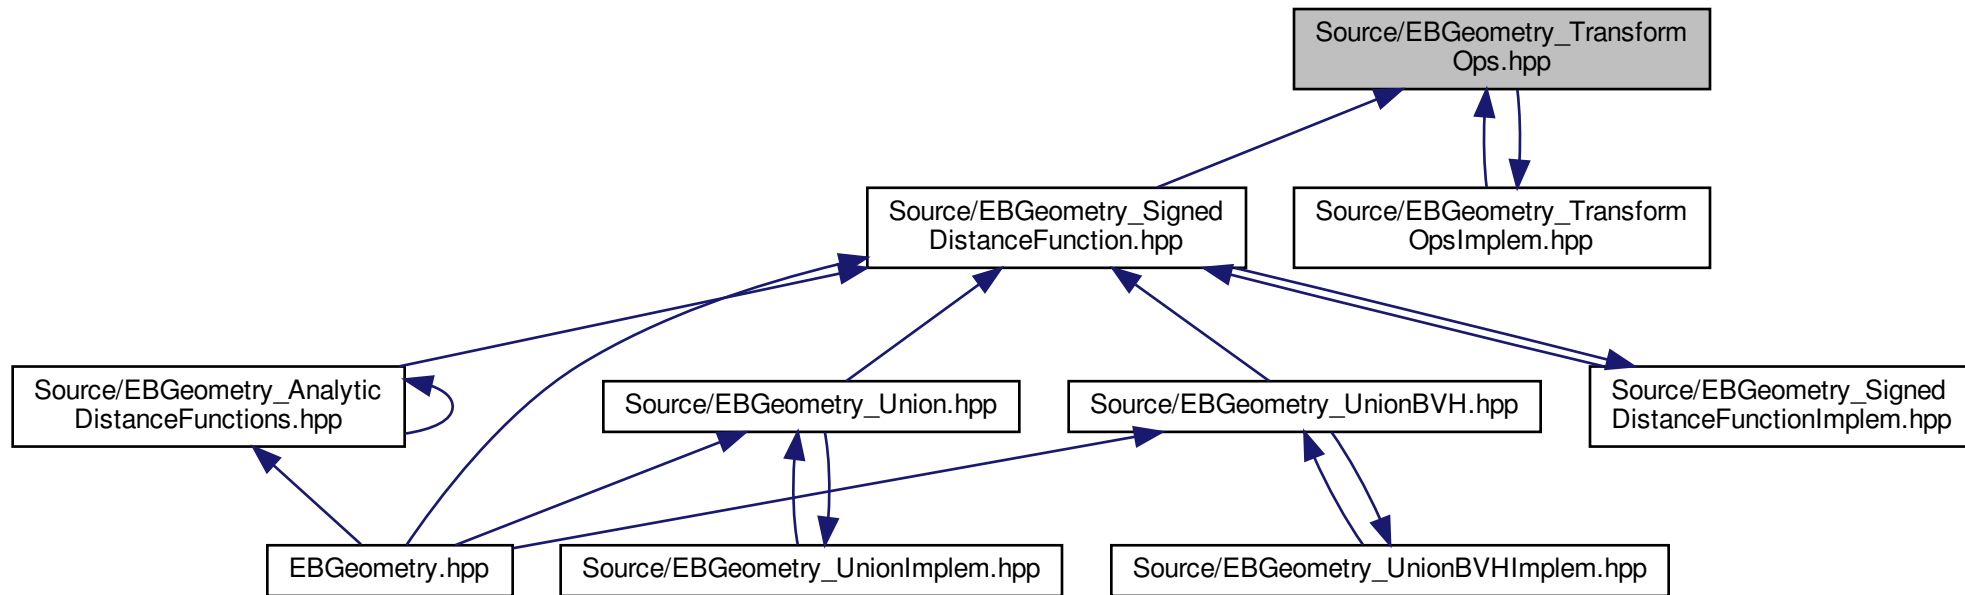 Source/EBGeometry_Transform
Ops.hpp
Source/EBGeometry_Signed
DistanceFunction.hpp
Source/EBGeometry_Transform
OpsImplem.hpp
Source/EBGeometry_Analytic
DistanceFunctions.hpp
Source/EBGeometry_Union.hpp
Source/EBGeometry_UnionBVH.hpp
Source/EBGeometry_Signed
DistanceFunctionImplem.hpp
EBGeometry.hpp
Source/EBGeometry_UnionImplem.hpp
Source/EBGeometry_UnionBVHImplem.hpp